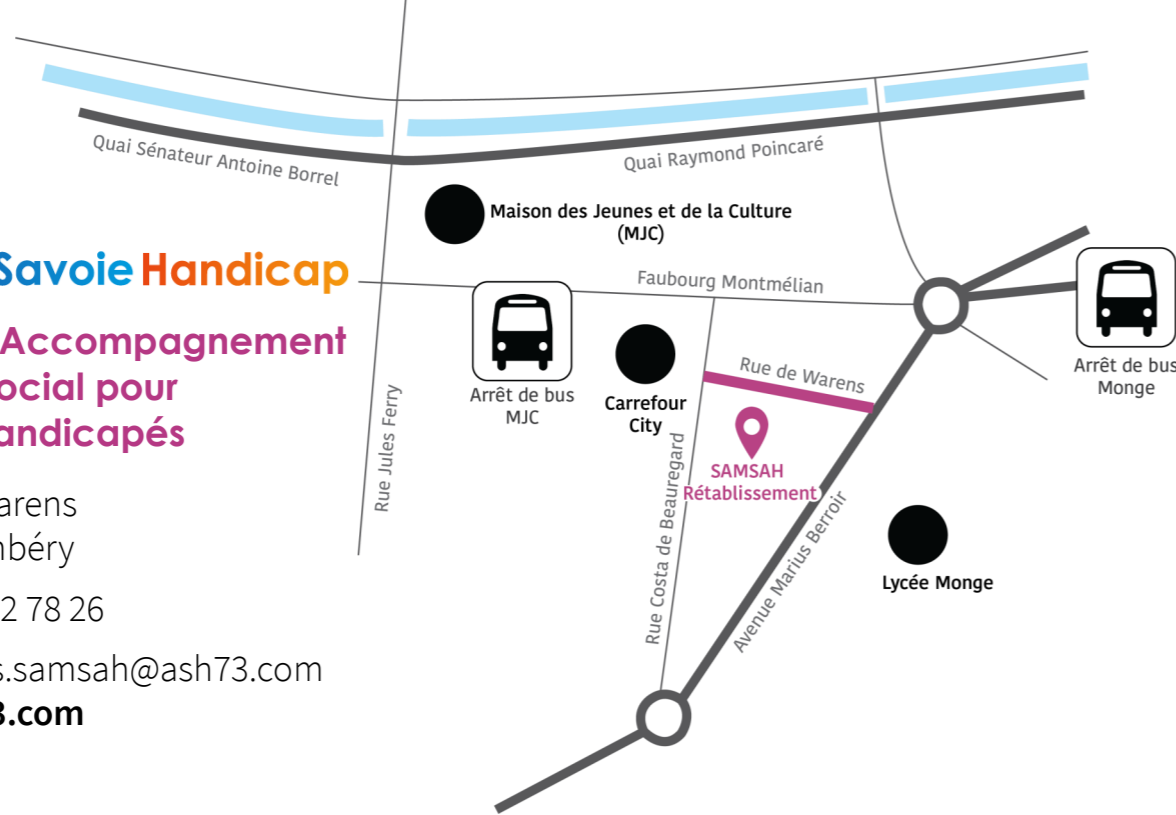 Quai Sénateur Antoine Borrel
Quai Raymond Poincaré
Maison des Jeunes et de la Culture
(MJC)
Savoie Handicap
Faubourg Montmélian
Accompagnement
ocial pour
andicapés
Arrêt de bus
MJC
Carrefour
City
Rue de Warens
Arrêt de bus
Monge
Rue Jules Ferry
SAMSAH
Rétablissement
Rue Costa de Beauregard
Avenue Marius Berroir
Lycée Monge
arens
nbéry
2 78 26
s.samsah@ash73.com
3.com